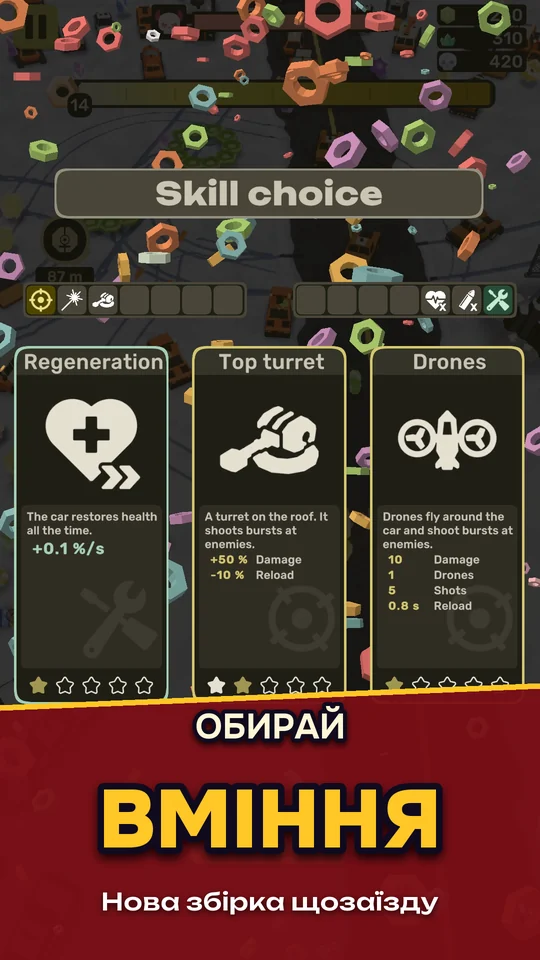 310
420
14
Skill choice
87 m
Regeneration
The car restores health
all the time.
+0.1 %/s
Top turret
A turret on the roof. It
shoots bursts at
enemies.
+50 % Damage
-10 % Reload
Drones
Drones fly around the
car and shoot bursts at
enemies.
10 Damage
1 Drones
5 Shots
0.8 s Reload
ОБИРАЙ
ВМІННЯ
Нова збірка щозаїзду